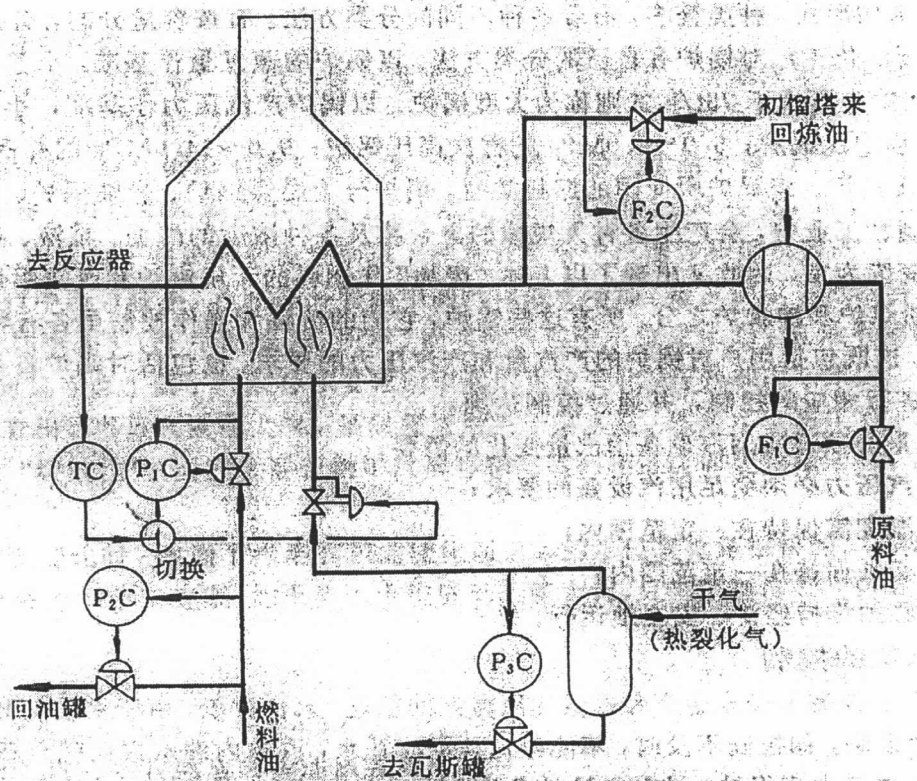 初馏塔来
回炼油
F₂C
去反应器
F₁C
TC
P₁C
切换
原料油
P₂C
干气
(热裂化气)
P₃C
回油罐
燃料油
去瓦斯罐